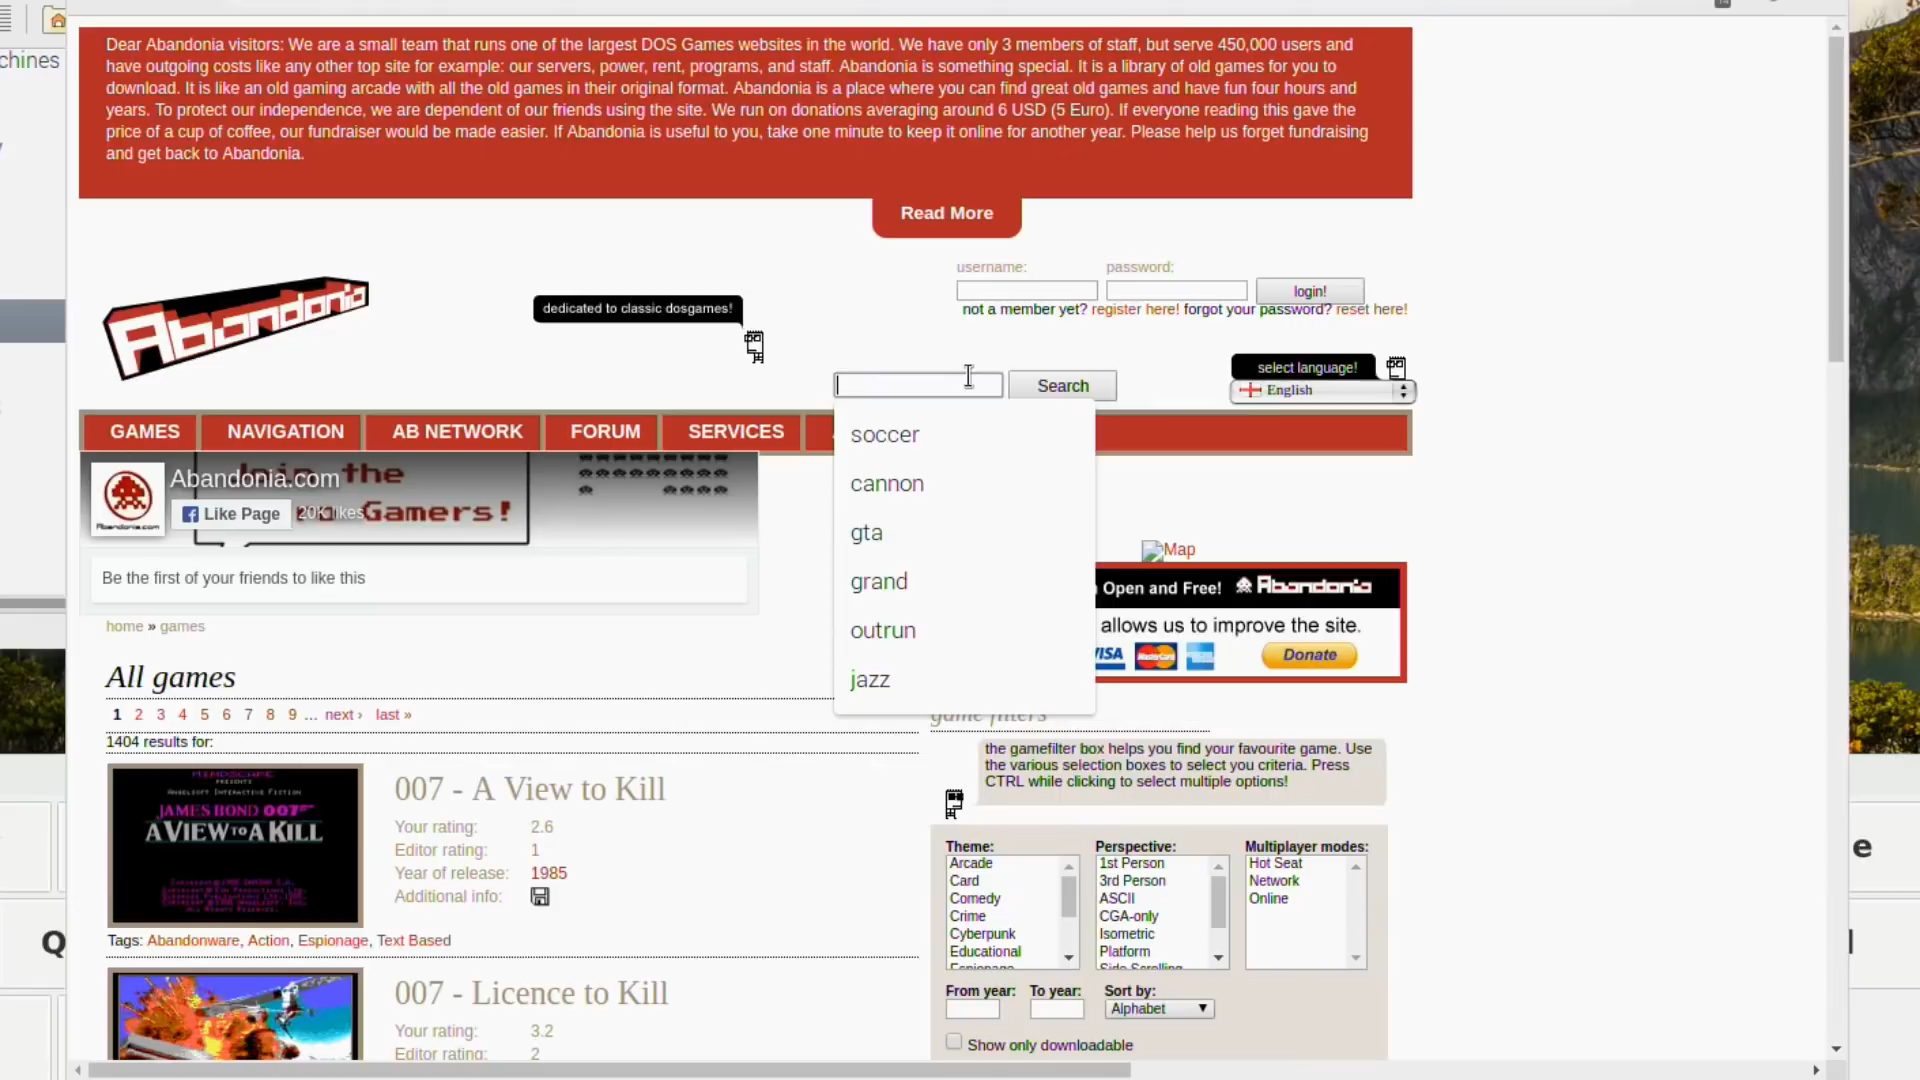 chines
Dear Abandonia visitors: We are a small team that runs one of the largest DOS Games websites in the world. We have only 3 members of staff, but serve 450,000 users and
have outgoing costs like any other top site for example: our servers, power, rent, programs, and staff. Abandonia is something special. It is a library of old games for you to
download. It is like an old gaming arcade with all the old games in their original format. Abandonia is a place where you can find great old games and have fun four hours and
years. To protect our independence, we are dependent of our friends using the site. We run on donations averaging around 6 USD (5 Euro). If everyone reading this gave the
price of a cup of coffee, our fundraiser would be made easier. If Abandonia is useful to you, take one minute to keep it online for another year. Please help us forget fundraising
and get back to Abandonia.
Read More
username: password:
login!
not a member yet? register here! forgot your password? reset here!
Abandonia
dedicated to classic dosgames!
select language!
English
Search
GAMES NAVIGATION AB NETWORK FORUM SERVICES
soccer
cannon
gta
grand
outrun
jazz
Join the
Gamers!
Abandonia.com
Like Page 20K likes
Abandonia.com
Be the first of your friends to like this
Map
Open and Free! Abandonia
allows us to improve the site.
VISA MasterCard
Donate
home » games
All games
1 2 3 4 5 6 7 8 9 ... next › last »
1404 results for:
game filters
the gamefilter box helps you find your favourite game. Use
the various selection boxes to select you criteria. Press
CTRL while clicking to select multiple options!
MINDSCAPE
PRESENTS
ANGELSOFT INTERACTIVE FICTION
JAMES BOND 007
A VIEW TO A KILL
007 - A View to Kill
Your rating: 2.6
Editor rating: 1
Year of release: 1985
Additional info:
Tags: Abandonware, Action, Espionage, Text Based
007 - Licence to Kill
Your rating: 3.2
Editor rating: 2
Theme: Perspective: Multiplayer modes:
Arcade
Card
Comedy
Crime
Cyberpunk
Educational
Espionage
1st Person
3rd Person
ASCII
CGA-only
Isometric
Platform
Side Scrolling
Hot Seat
Network
Online
From year: To year: Sort by:
Alphabet
Show only downloadable
Q
e